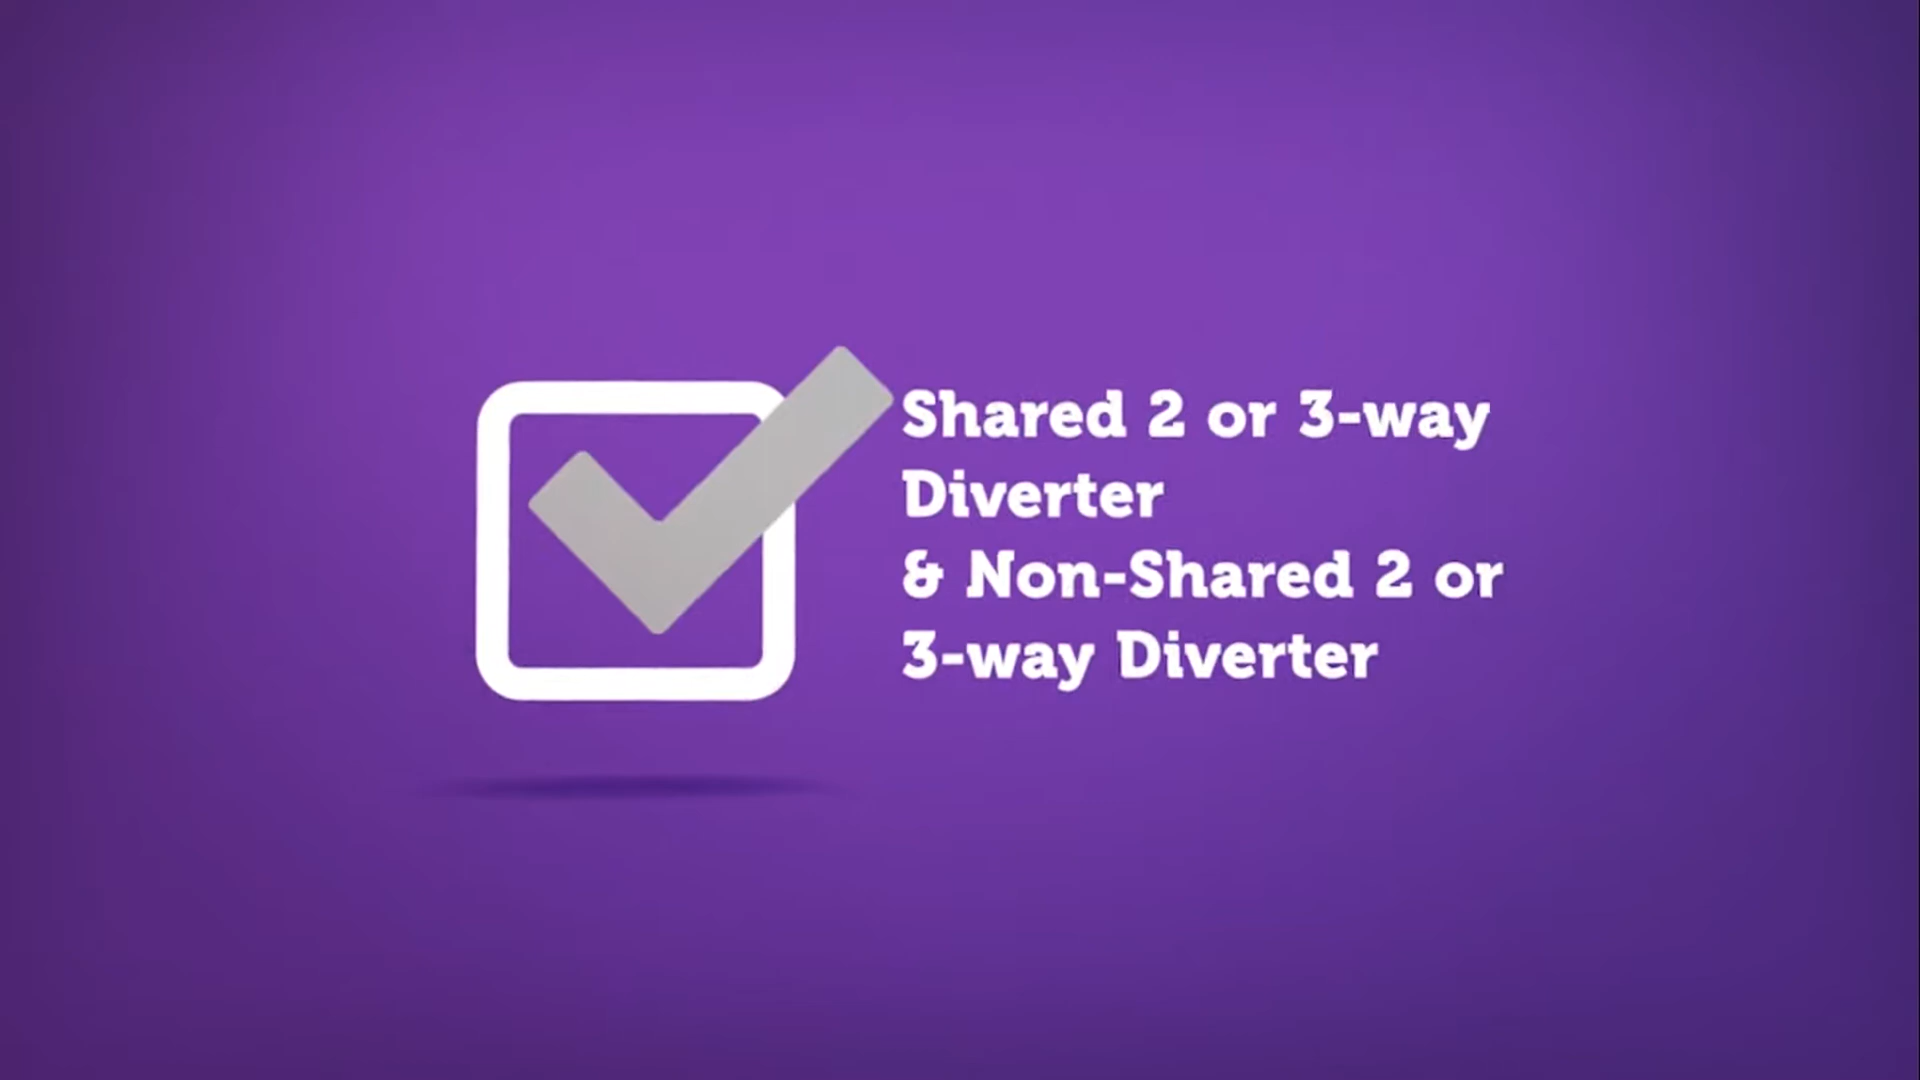 Shared 2 or 3-way
Diverter
& Non-Shared 2 or
3-way Diverter